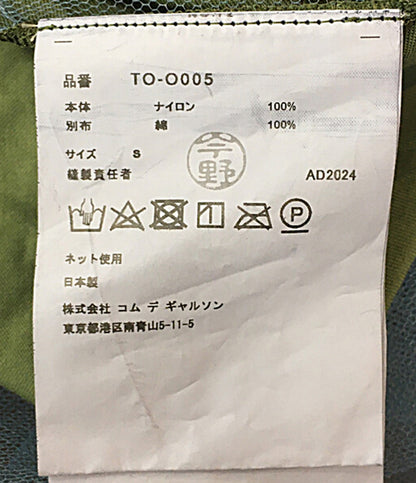 品番 TO-O005
本体 ナイロン 100%
別布 綿 100%
サイズ S
縫製責任者 今野 AD2024
ネット使用
日本製
株式会社 コム デ ギャルソン
東京都港区南青山5-11-5